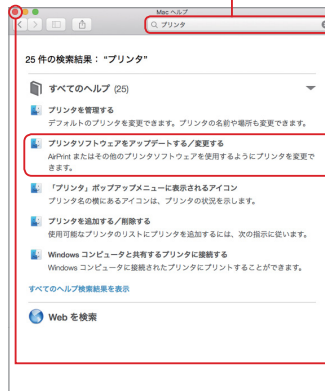 Mac ヘルプ
プリンタ
25 件の検索結果： “プリンタ”
すべてのヘルプ (25)
プリンタを管理する
デフォルトのプリンタを変更できます。プリンタの名前や場所も変更できます。
プリンタソフトウェアをアップデートする／変更する
AirPrint またはその他のプリンタソフトウェアを使用するようにプリンタを変更で
きます。
「プリンタ」ポップアップメニューに表示されるアイコン
プリンタ名の横にあるアイコンは、プリンタの状況を示します。
プリンタを追加する／削除する
使用可能なプリンタのリストにプリンタを追加するには、次の指示に従います。
Windows コンピュータと共有するプリンタに接続する
Windows コンピュータに接続されたプリンタにプリントすることができます。
すべてのヘルプ検索結果を表示
Web を検索